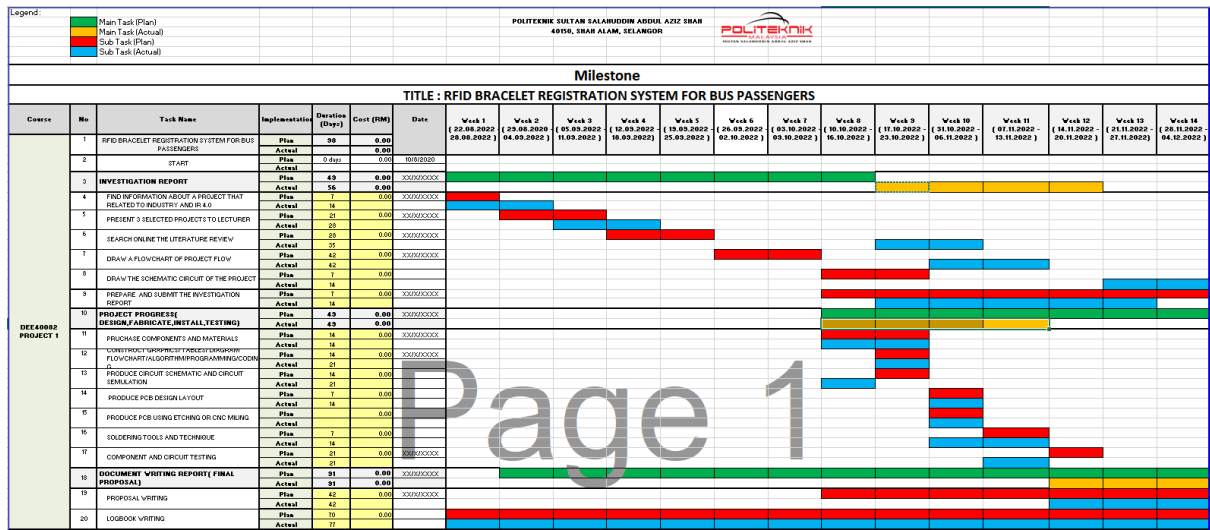 Legend:
Main Task (Plan)
Main Task (Actual)
Sub Task (Plan)
Sub Task (Actual)
POLITEKNIK SULTAN SALAHUDDIN ABDUL AZIZ SHAH
40150, SHAH ALAM, SELANGOR
POLITEKNIK
MALAYSIA
SULTAN SALAHUDDIN ABDUL AZIZ SHAH
Milestone
TITLE : RFID BRACELET REGISTRATION SYSTEM FOR BUS PASSENGERS
Course No Task Name Implementation Duration (Days) Cost (RM) Date
Week 1 ( 22.08.2022 - 28.08.2022 )
Week 2 ( 29.08.2020 - 04.09.2022 )
Week 3 ( 05.09.2022 - 11.09.2022 )
Week 4 ( 12.09.2022 - 18.09.2022)
Week 5 ( 19.09.2022 - 25.09.2022 )
Week 6 ( 26.09.2022 - 02.10.2022 )
Week 7 ( 03.10.2022 - 09.10.2022 )
Week 8 ( 10.10.2022 - 16.10.2022 )
Week 9 ( 17.10.2022 - 23.10.2022 )
Week 10 ( 31.10.2022 - 06.11.2022 )
Week 11 ( 07.11.2022 - 13.11.2022 )
Week 12 ( 14.11.2022 - 20.11.2022 )
Week 13 ( 21.11.2022 - 27.11.2022)
Week 14 ( 28.11.2022 - 04.12.2022 )
DEE40082
PROJECT 1
1 RFID BRACELET REGISTRATION SYSTEM FOR BUS PASSENGERS Plan 98 0.00
Actual 0.00
2 START Plan 0 days 0.00 10/8/2020
Actual
3 INVESTIGATION REPORT Plan 49 0.00 XX/X/XXXX
Actual 56 0.00
4 FIND INFORMATION ABOUT A PROJECT THAT RELATED TO INDUSTRY AND IR 4.0 Plan 7 0.00 XX/X/XXXX
Actual 14
5 PRESENT 3 SELECTED PROJECTS TO LECTURER Plan 21 0.00 XX/X/XXXX
Actual 28
6 SEARCH ONLINE THE LITERATURE REVIEW Plan 28 0.00 XX/X/XXXX
Actual 35
7 DRAW A FLOWCHART OF PROJECT FLOW Plan 42 0.00 XX/X/XXXX
Actual 42
8 DRAW THE SCHEMATIC CIRCUIT OF THE PROJECT Plan 7 0.00
Actual 14
9 PREPARE AND SUBMIT THE INVESTIGATION REPORT Plan 7 0.00 XX/X/XXXX
Actual 14
10 PROJECT PROGRESS( DESIGN,FABRICATE,INSTALL,TESTING) Plan 49 0.00 XX/X/XXXX
Actual 49 0.00
11 PRUCHASE COMPONENTS AND MATERIALS Plan 14 0.00 XX/X/XXXX
Actual 14
12 CONSTRUCT GRAPHICS/TABLES/DIAGRAM FLOWCHART/ALGORITHM/PROGRAMMING/CODIN Plan 14 0.00
Actual 21
13 PRODUCE CIRCUIT SCHEMATIC AND CIRCUIT SEMULATION Plan 14 0.00
Actual 21
14 PRODUCE PCB DESIGN LAYOUT Plan 7 0.00
Actual 14
15 PRODUCE PCB USING ETCHING OR CNC MILING Plan 0.00
Actual
16 SOLDERING TOOLS AND TECHNIQUE Plan 7 0.00
Actual 14
17 COMPONENT AND CIRCUIT TESTING Plan 21 0.00 XX/X/XXXX
Actual 21
18 DOCUMENT WRITING REPORT( FINAL PROPOSAL) Plan 91 0.00 XX/X/XXXX
Actual 91 0.00
19 PROPOSAL WRITING Plan 42 0.00 XX/X/XXXX
Actual 42
20 LOGBOOK WRITING Plan 70 0.00
Actual 77
Page 1